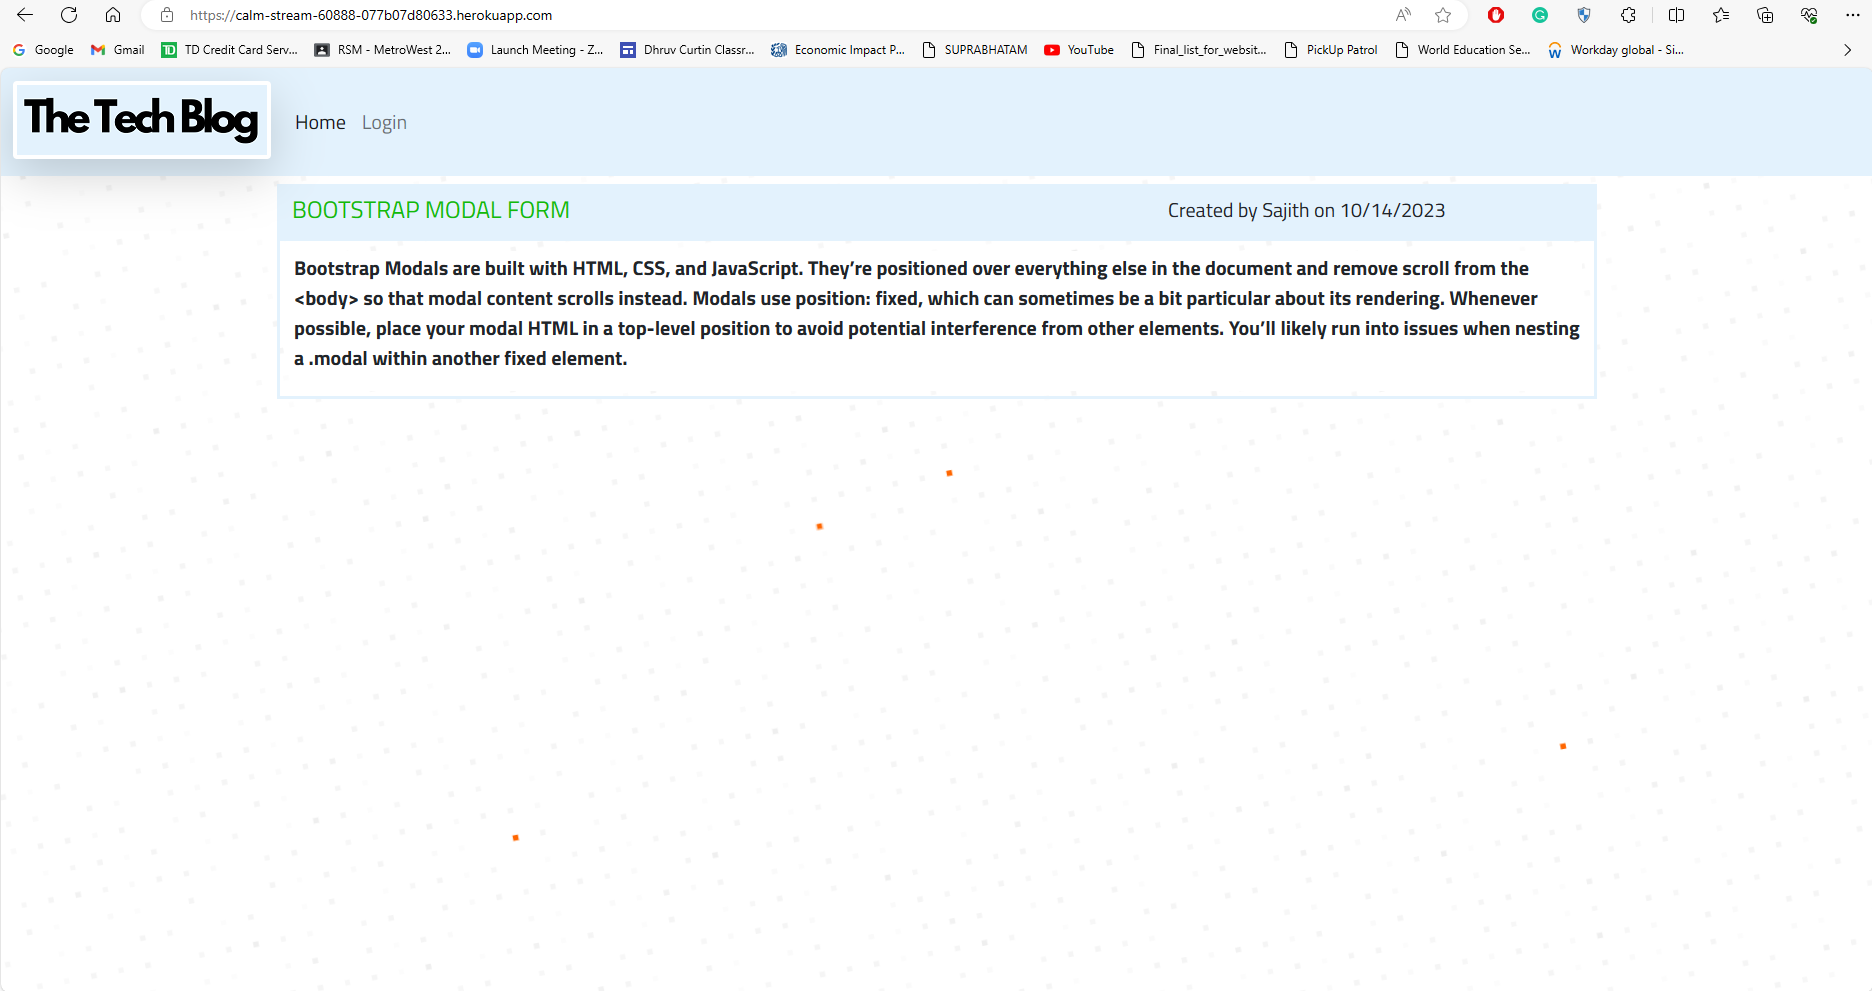 https://calm-stream-60888-077b07d80633.herokuapp.com
Google Gmail TD Credit Card Serv... RSM - MetroWest 2... Launch Meeting - Z... Dhruv Curtin Classr... Economic Impact P... SUPRABHATAM YouTube Final_list_for_websit... PickUp Patrol World Education Se... Workday global - Si...
The Tech Blog Home Login
BOOTSTRAP MODAL FORM Created by Sajith on 10/14/2023
Bootstrap Modals are built with HTML, CSS, and JavaScript. They’re positioned over everything else in the document and remove scroll from the
<body> so that modal content scrolls instead. Modals use position: fixed, which can sometimes be a bit particular about its rendering. Whenever
possible, place your modal HTML in a top-level position to avoid potential interference from other elements. You’ll likely run into issues when nesting
a .modal within another fixed element.